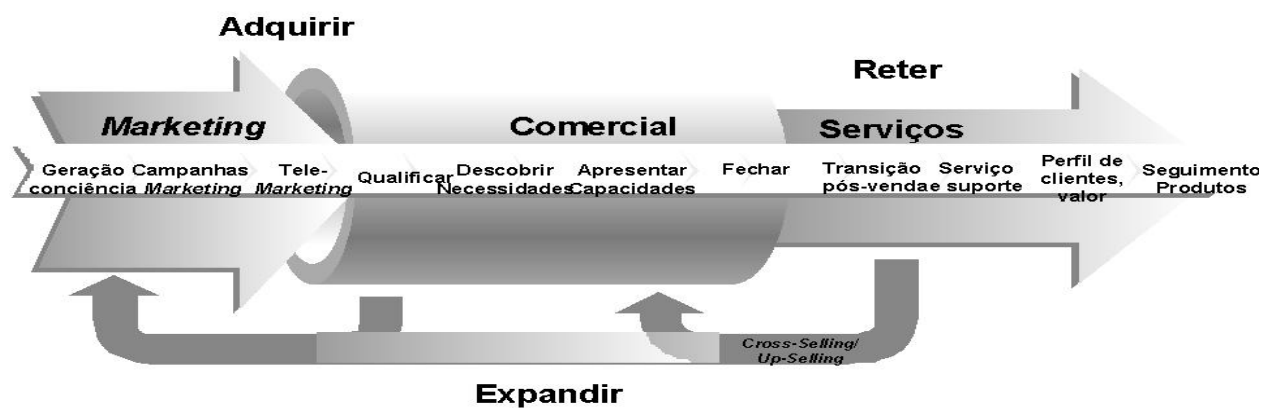 Adquirir
Reter
Marketing
Comercial
Serviços
Geração
conciência
Campanhas
Marketing
Tele-
Marketing
Qualificar
Descobrir
Necessidades
Apresentar
Capacidades
Fechar
Transição
pós-venda
Serviço
e suporte
Perfil de
clientes,
valor
Seguimento
Produtos
Cross-Selling/
Up-Selling
Expandir